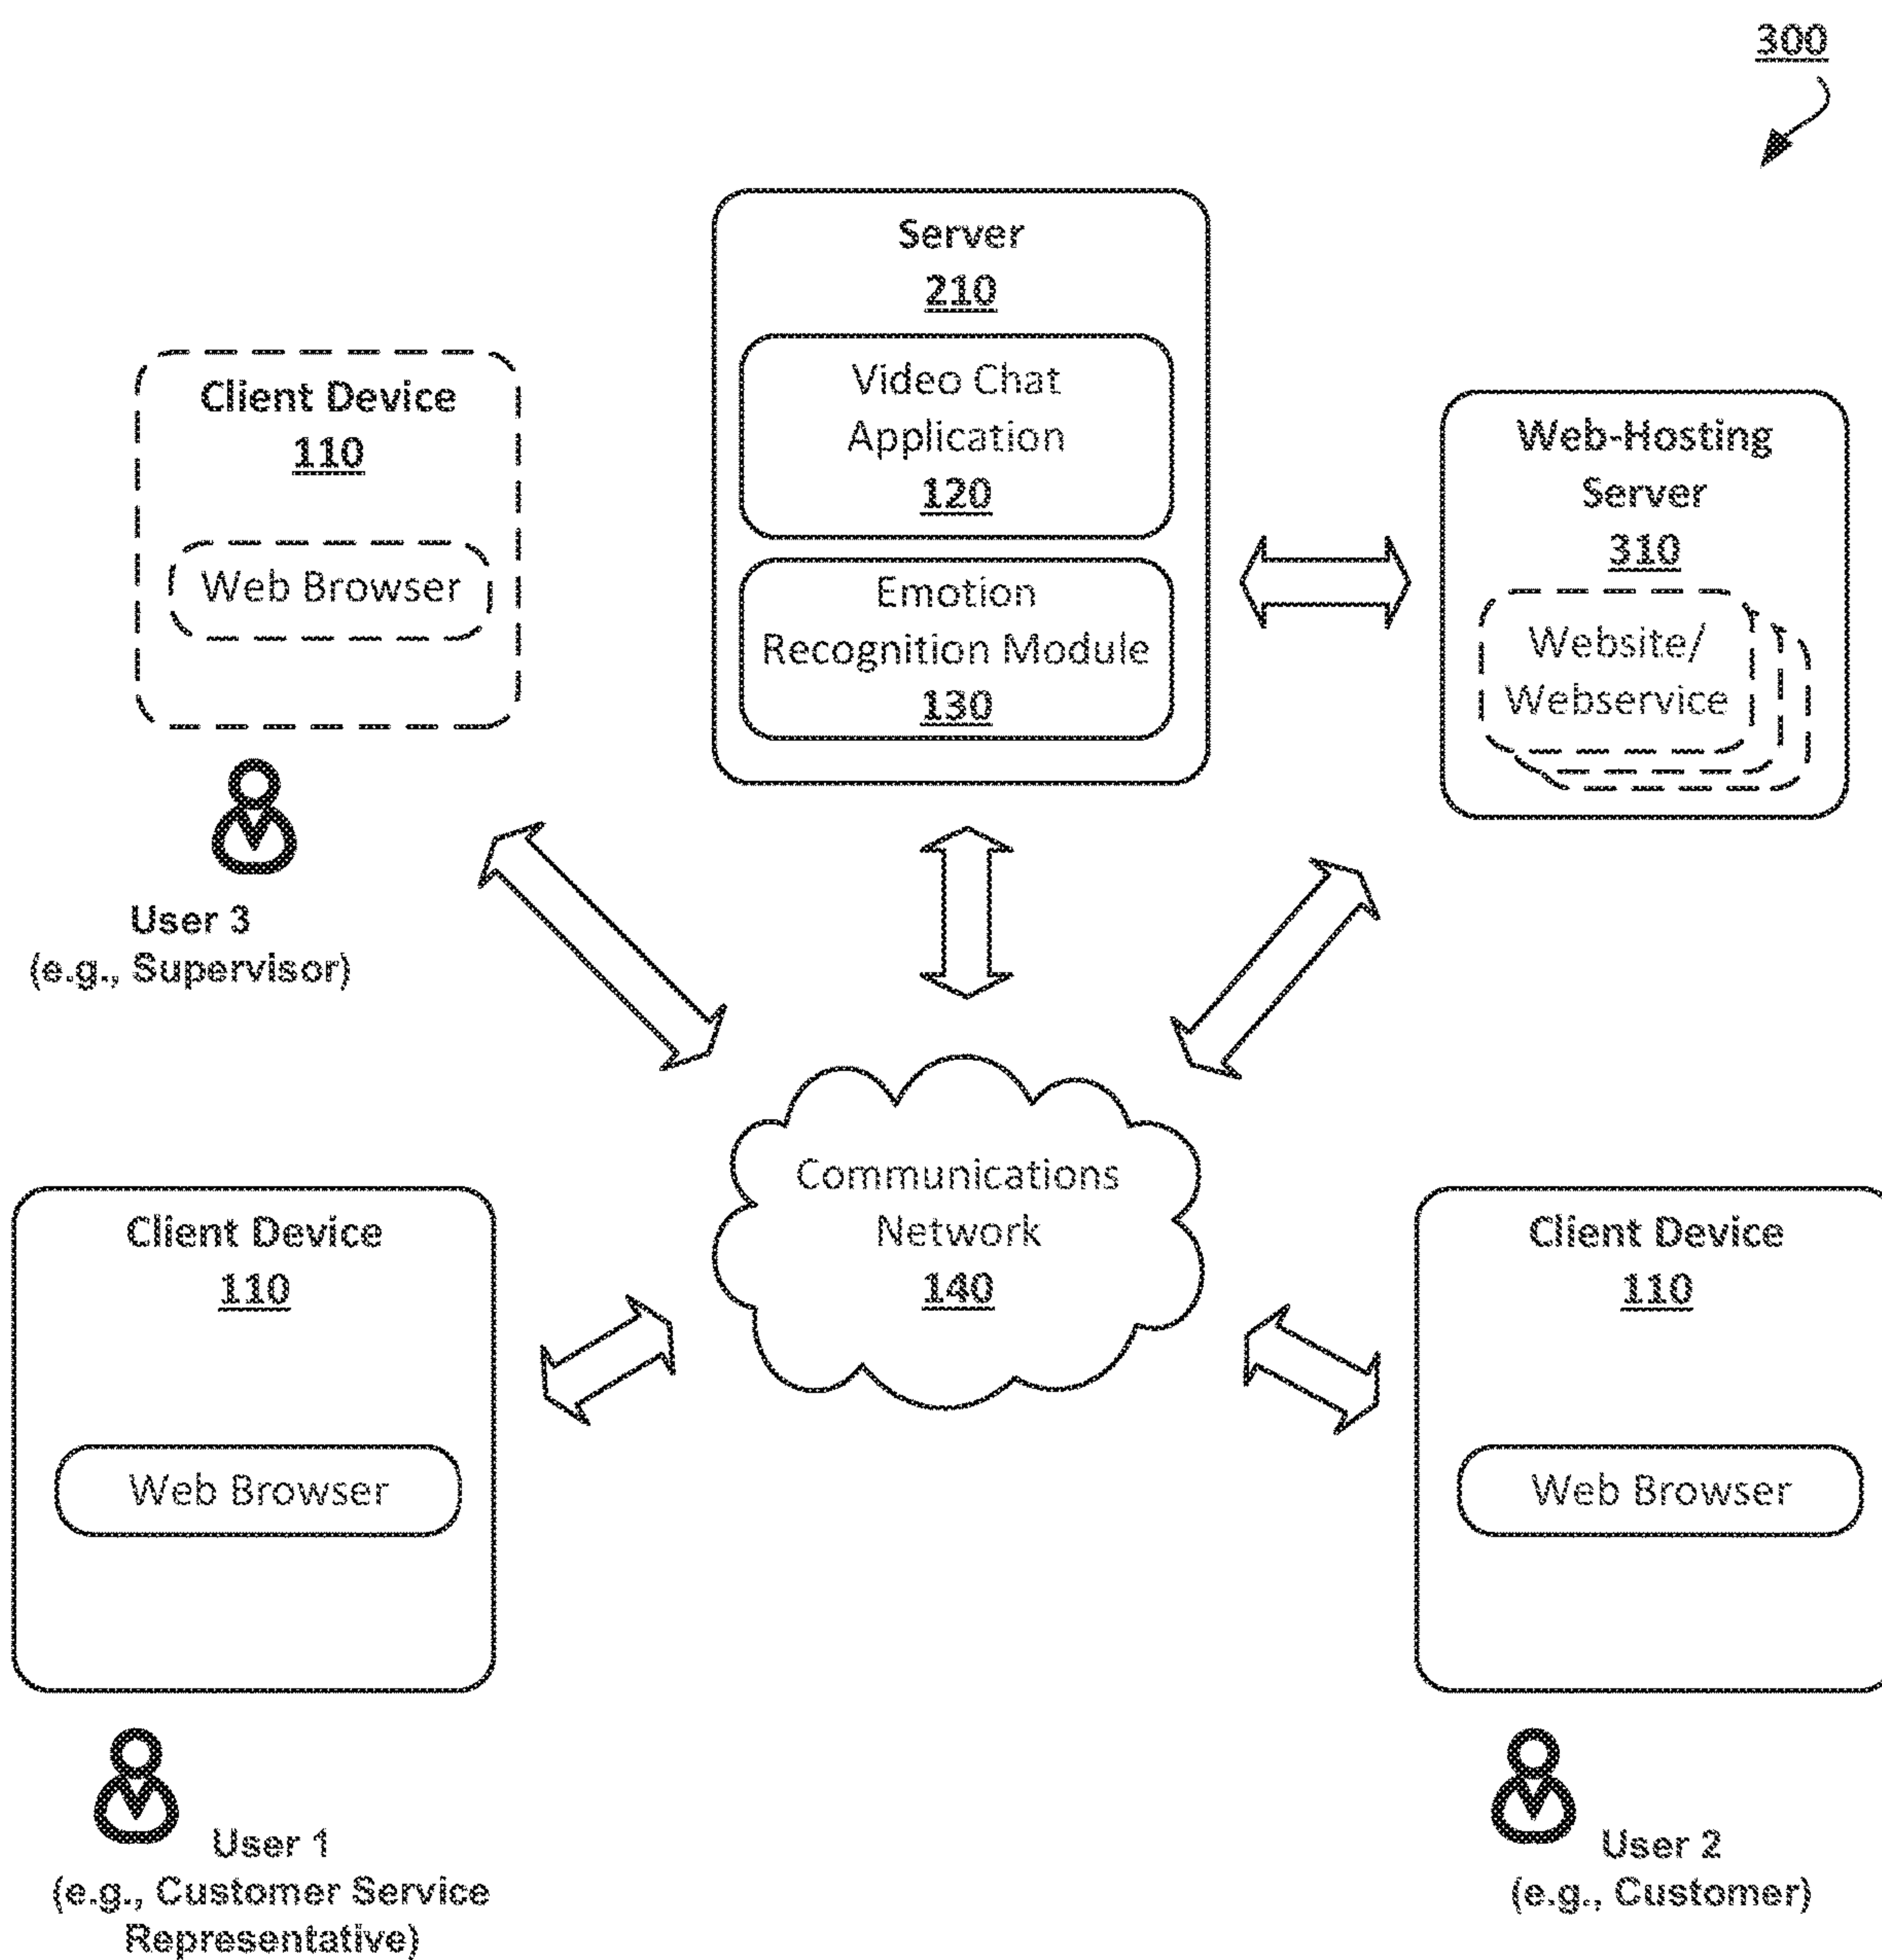 300
Server
210
Video Chat
Application
120
Emotion
Recognition Module
130
Client Device
110
Web Browser
User 3
(e.g., Supervisor)
Web-Hosting
Server
310
Website/
Webservice
Communications
Network
140
Client Device
110
Web Browser
User 1
(e.g., Customer Service
Representative)
Client Device
110
Web Browser
User 2
(e.g., Customer)